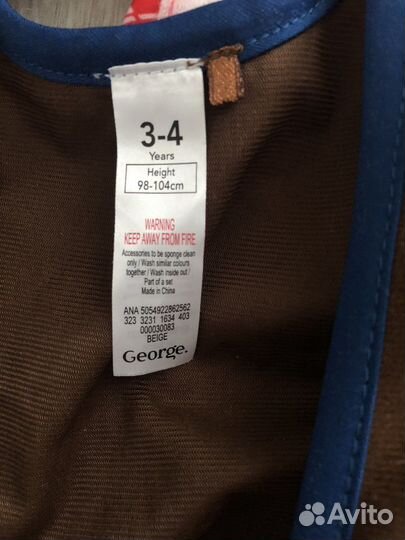 3-4
Years
Height
98-104cm
WARNING
KEEP AWAY FROM FIRE
Accessories to be sponge clean
only / Wash similar colours
together / Wash inside out /
Part of a set
Made in China
ANA 5054922862562
323 3231 1634 403
000030083
BEIGE
George.
Avito